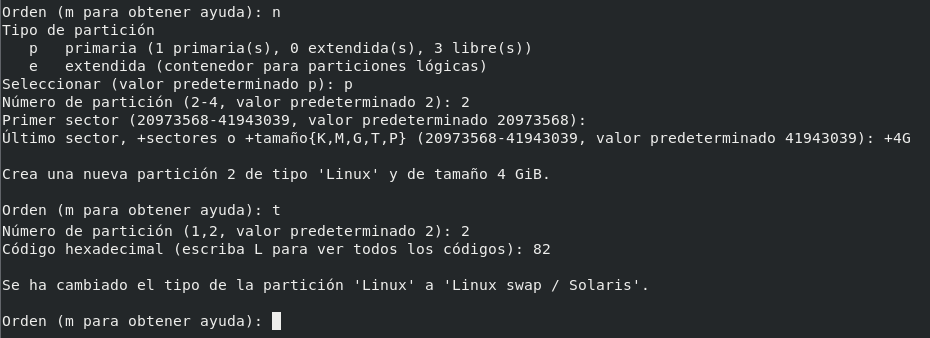 Orden (m para obtener ayuda): n
Tipo de partición
   p   primaria (1 primaria(s), 0 extendida(s), 3 libre(s))
   e   extendida (contenedor para particiones lógicas)
Seleccionar (valor predeterminado p): p
Número de partición (2-4, valor predeterminado 2): 2
Primer sector (20973568-41943039, valor predeterminado 20973568):
Último sector, +sectores o +tamaño{K,M,G,T,P} (20973568-41943039, valor predeterminado 41943039): +4G
Crea una nueva partición 2 de tipo 'Linux' y de tamaño 4 GiB.
Orden (m para obtener ayuda): t
Número de partición (1,2, valor predeterminado 2): 2
Código hexadecimal (escriba L para ver todos los códigos): 82
Se ha cambiado el tipo de la partición 'Linux' a 'Linux swap / Solaris'.
Orden (m para obtener ayuda):